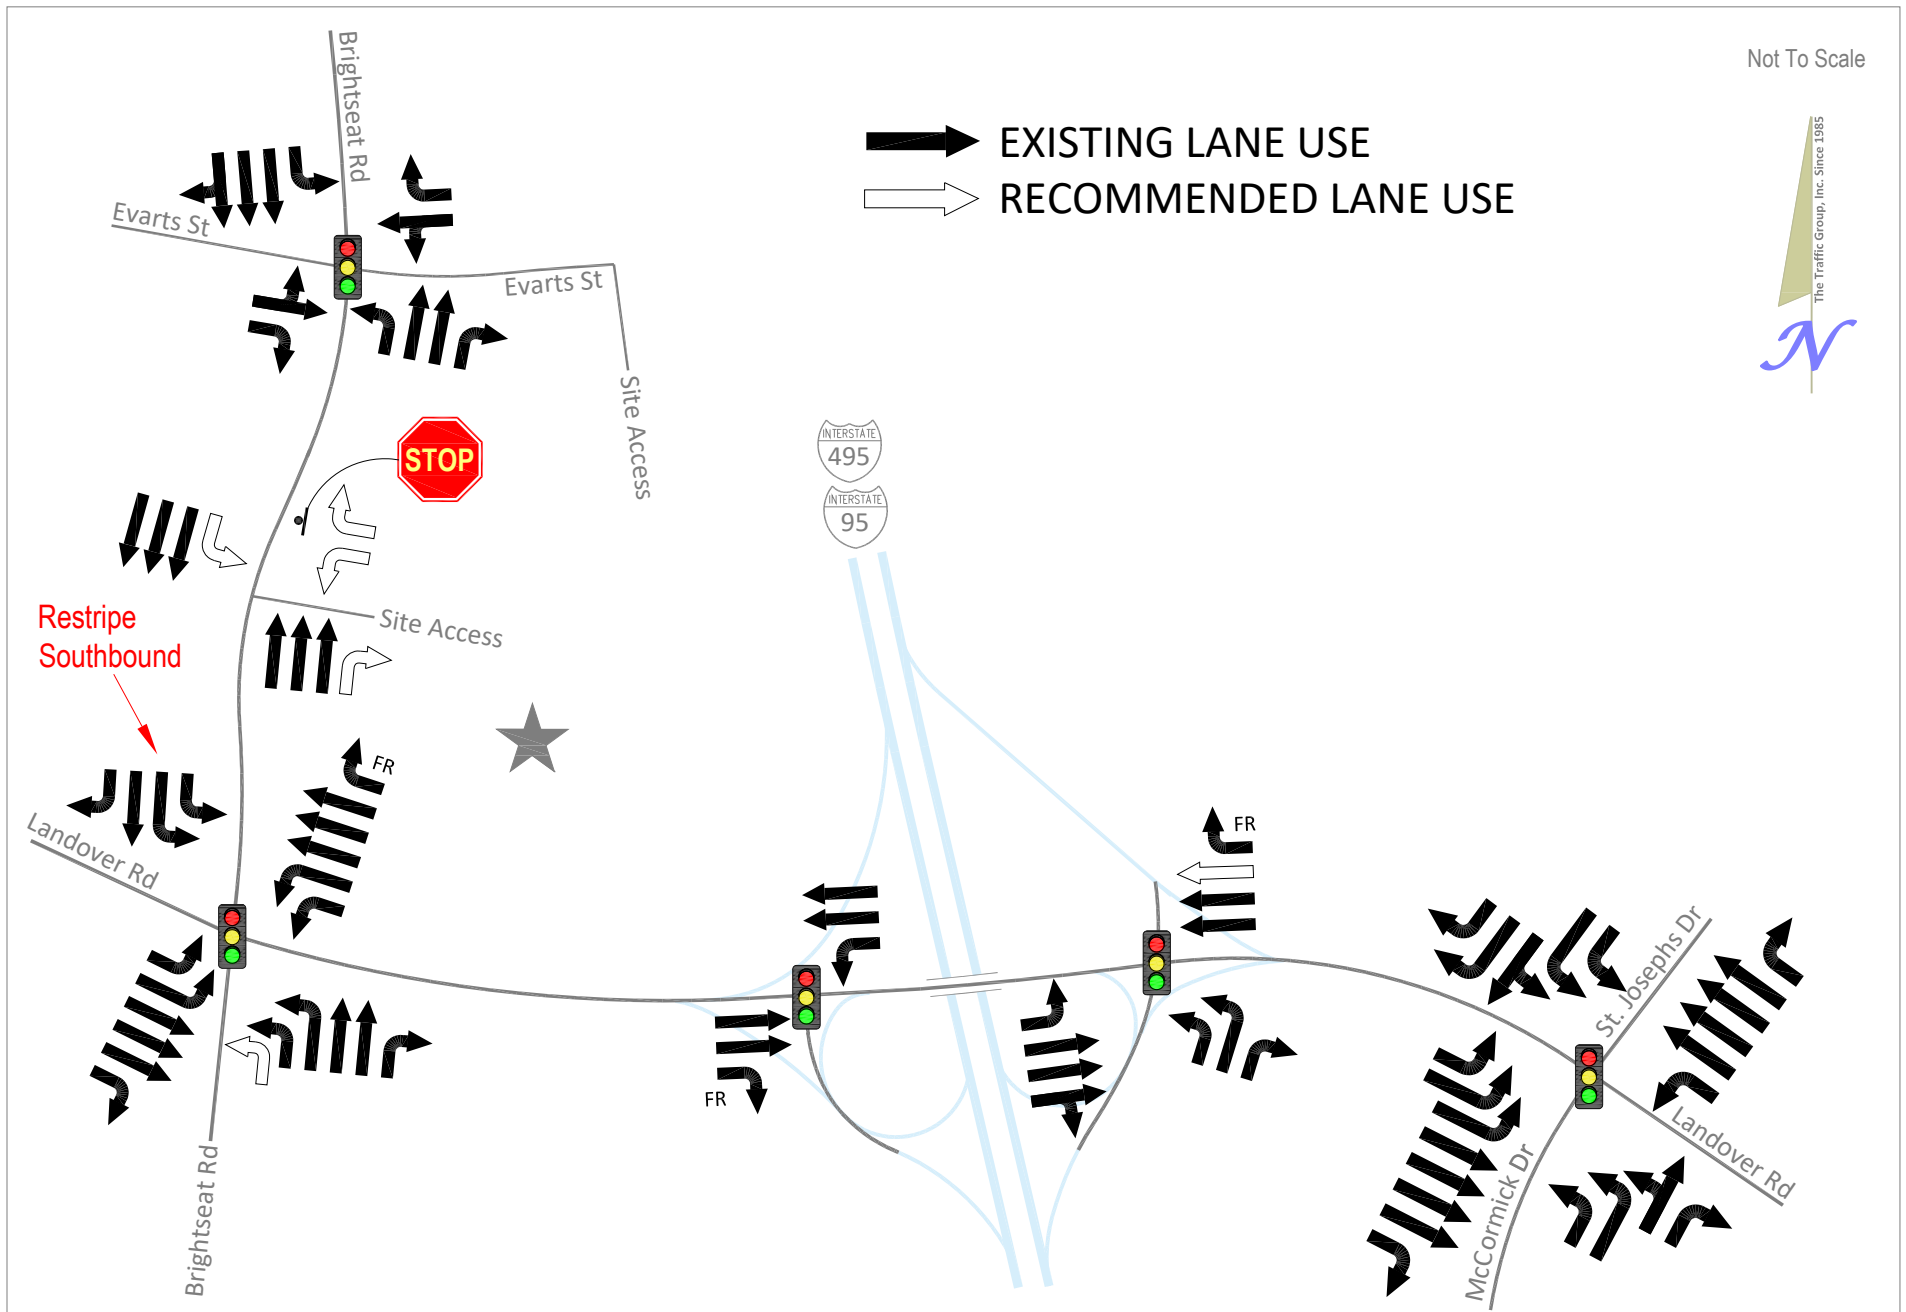 Not To Scale
Brightseat Rd
EXISTING LANE USE
RECOMMENDED LANE USE
The Traffic Group, Inc. Since 1985
N
Evarts St
Evarts St
Site Access
STOP
INTERSTATE
495
INTERSTATE
95
Restripe
Southbound
Site Access
FR
Landover Rd
FR
St. Josephs Dr
FR
Landover Rd
McCormick Dr
Brightseat Rd